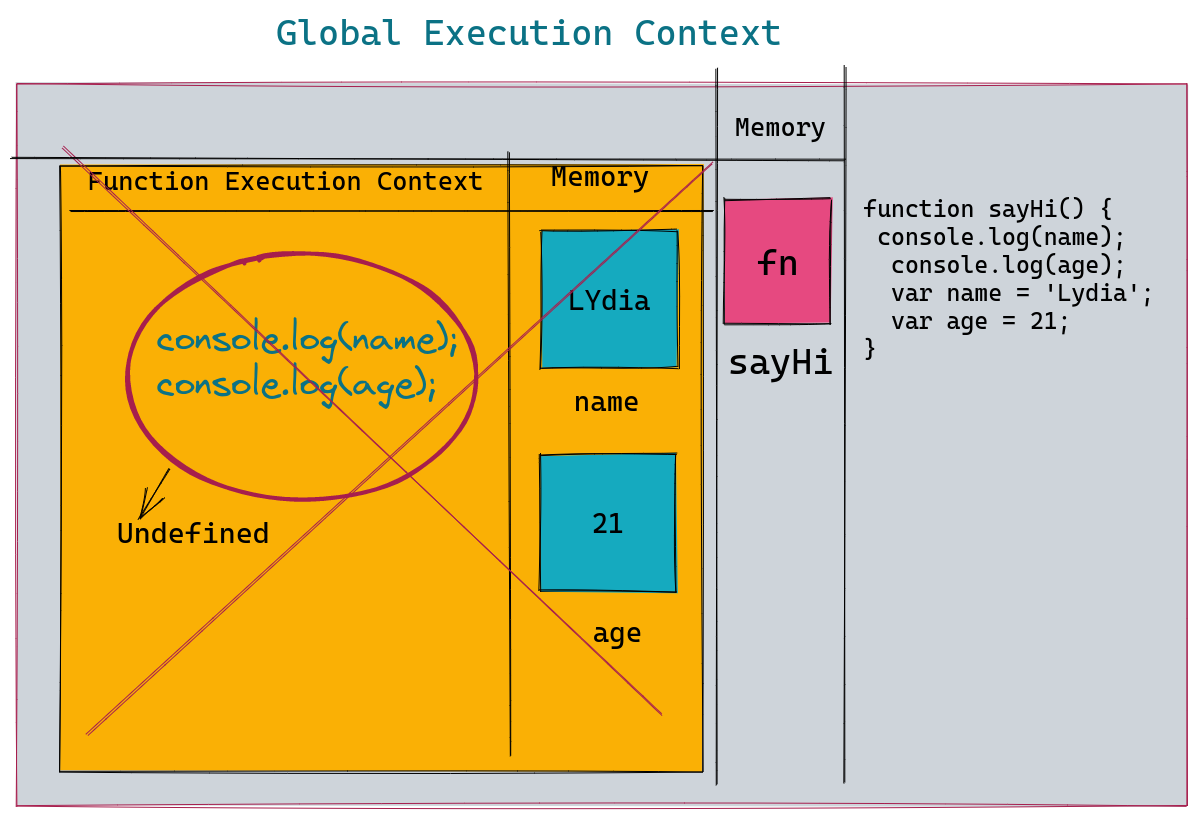 Global Execution Context
Memory
Function Execution Context
Memory
console.log(name);
console.log(age);
Undefined
LYdia
name
21
age
fn
sayHi
function sayHi() {
 console.log(name);
  console.log(age);
  var name = 'Lydia';
  var age = 21;
}